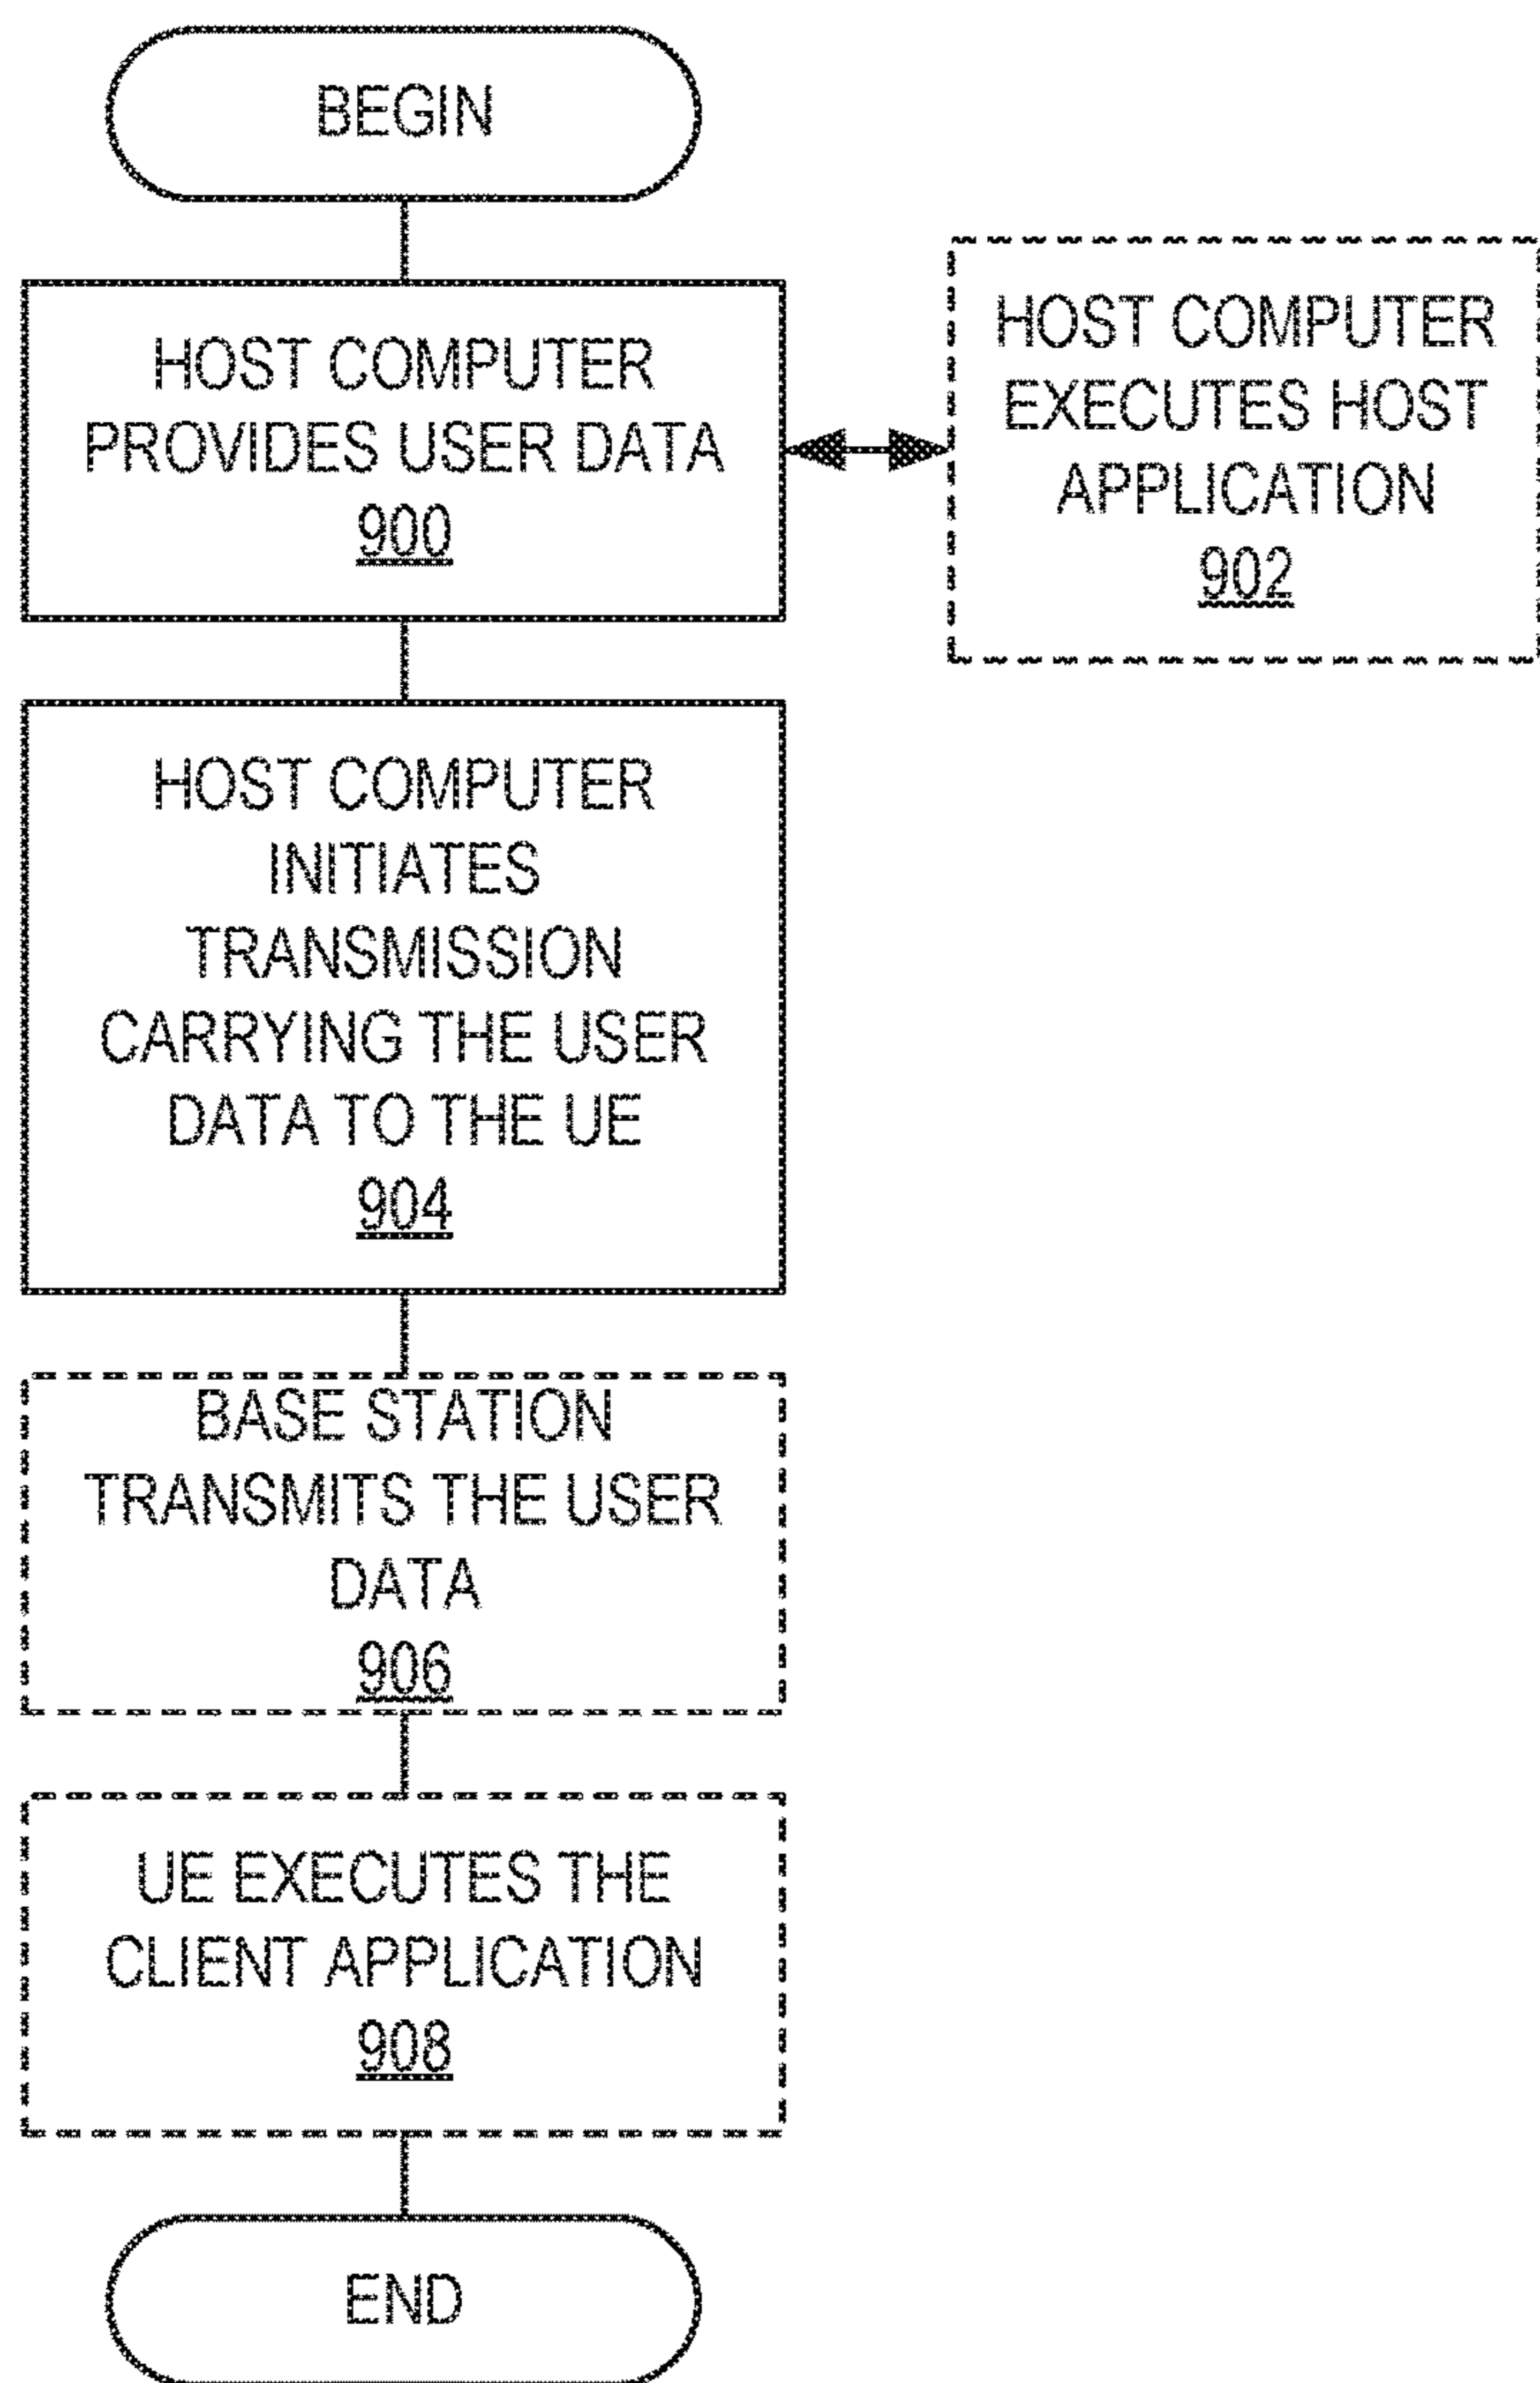 BEGIN
HOST COMPUTER
PROVIDES USER DATA
900
HOST COMPUTER
EXECUTES HOST
APPLICATION
902
HOST COMPUTER
INITIATES
TRANSMISSION
CARRYING THE USER
DATA TO THE UE
904
BASE STATION
TRANSMITS THE USER
DATA
906
UE EXECUTES THE
CLIENT APPLICATION
908
END